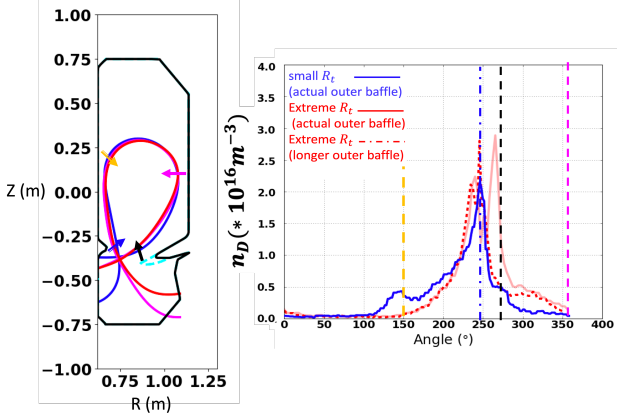 1.00
0.75
0.50
0.25
0.00
−0.25
−0.50
−0.75
−1.00
Z (m)
0.75 1.00 1.25
R (m)
4.0
3.5
3.0
2.5
2.0
1.5
1.0
0.5
0.0
n_D(* 10^16 m^−3)
small R_t
(actual outer baffle)
Extreme R_t
(actual outer baffle)
Extreme R_t
(longer outer baffle)
0 50 100 150 200 250 300 350 400
Angle (°)